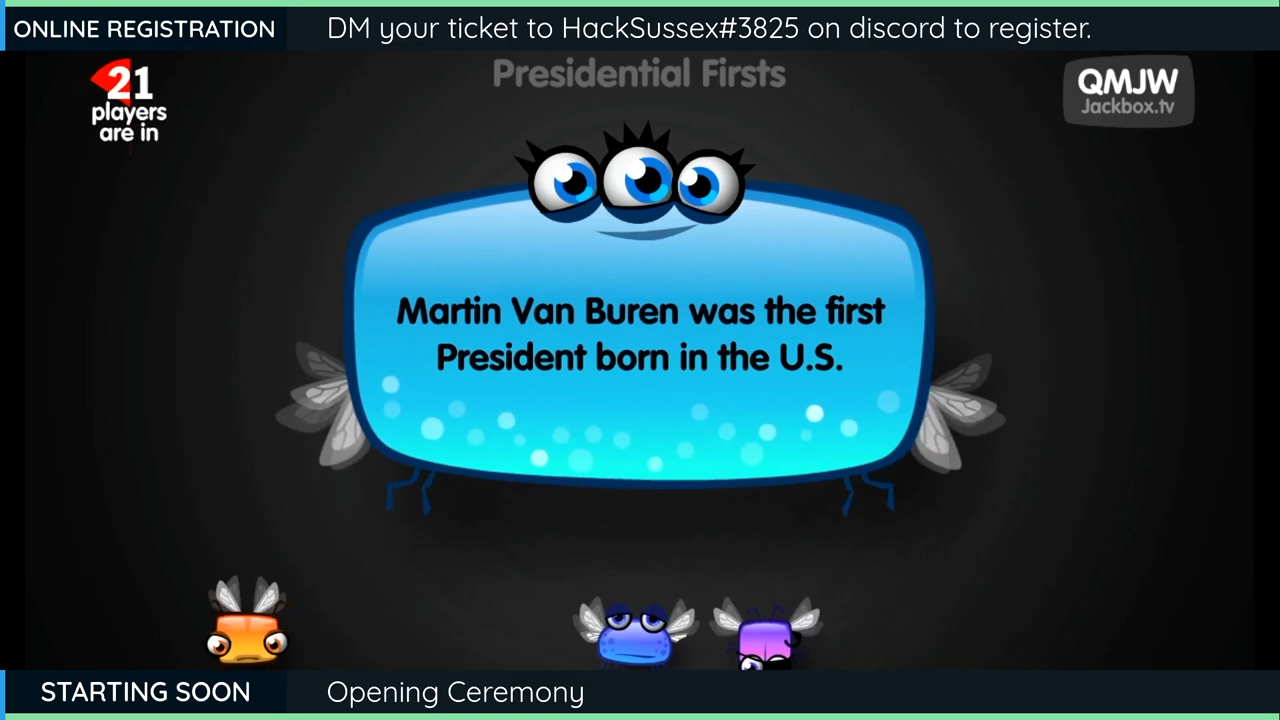 ONLINE REGISTRATION
DM your ticket to HackSussex#3825 on discord to register.
21
players
are in
Presidential Firsts
QMJW
Jackbox.tv
Martin Van Buren was the first
President born in the U.S.
STARTING SOON
Opening Ceremony